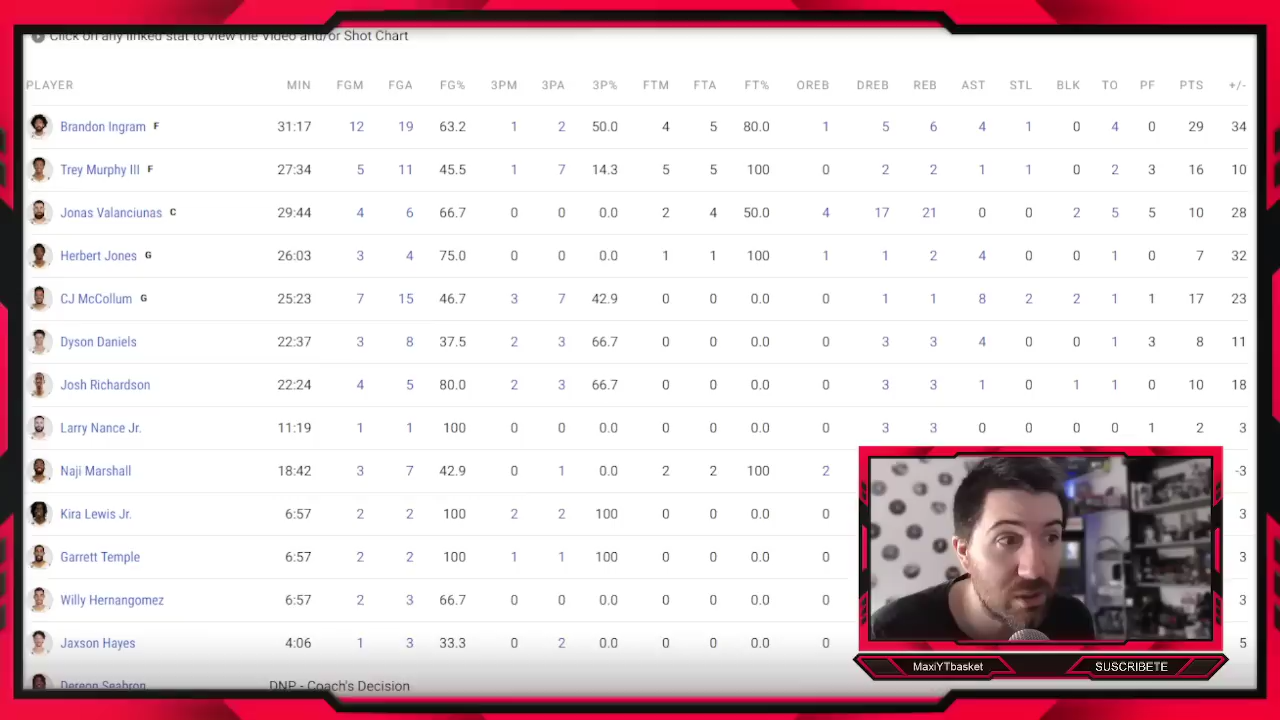 Click on any linked stat to view the Video and/or Shot Chart
PLAYER MIN FGM FGA FG% 3PM 3PA 3P% FTM FTA FT% OREB DREB REB AST STL BLK TO PF PTS +/-
Brandon Ingram F 31:17 12 19 63.2 1 2 50.0 4 5 80.0 1 5 6 4 1 0 4 0 29 34
Trey Murphy III F 27:34 5 11 45.5 1 7 14.3 5 5 100 0 2 2 1 1 0 2 3 16 10
Jonas Valanciunas C 29:44 4 6 66.7 0 0 0.0 2 4 50.0 4 17 21 0 0 2 5 5 10 28
Herbert Jones G 26:03 3 4 75.0 0 0 0.0 1 1 100 1 1 2 4 0 0 1 0 7 32
CJ McCollum G 25:23 7 15 46.7 3 7 42.9 0 0 0.0 0 1 1 8 2 2 1 1 17 23
Dyson Daniels 22:37 3 8 37.5 2 3 66.7 0 0 0.0 0 3 3 4 0 0 1 3 8 11
Josh Richardson 22:24 4 5 80.0 2 3 66.7 0 0 0.0 0 3 3 1 0 1 1 0 10 18
Larry Nance Jr. 11:19 1 1 100 0 0 0.0 0 0 0.0 0 3 3 0 0 0 0 1 2 3
Naji Marshall 18:42 3 7 42.9 0 1 0.0 2 2 100 2 -3
Kira Lewis Jr. 6:57 2 2 100 2 2 100 0 0 0.0 0 3
Garrett Temple 6:57 2 2 100 1 1 100 0 0 0.0 0 3
Willy Hernangomez 6:57 2 3 66.7 0 0 0.0 0 0 0.0 0 3
Jaxson Hayes 4:06 1 3 33.3 0 2 0.0 0 0 0.0 0 5
Dereon Seabron DNP - Coach's Decision
MaxiYTbasket SUSCRIBETE